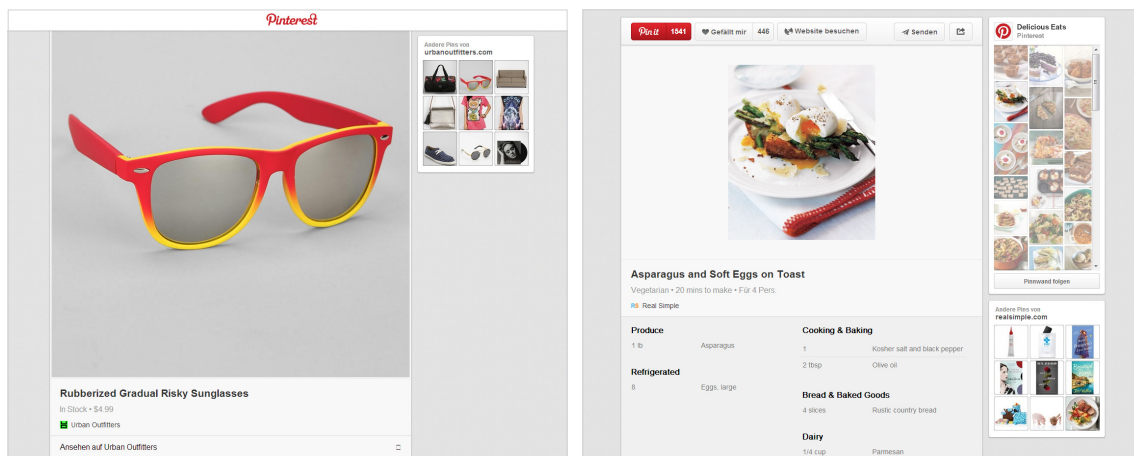 Pinterest
Andere Pins von
urbanoutfitters.com
Rubberized Gradual Risky Sunglasses
In Stock • $4.99
Urban Outfitters
Ansehen auf Urban Outfitters
Pin it 1541
Gefällt mir 446
Website besuchen
Senden
Asparagus and Soft Eggs on Toast
Vegetarian • 20 mins to make • Für 4 Pers.
RS Real Simple
Produce
1 lb Asparagus
Refrigerated
8 Eggs, large
Cooking & Baking
1 Kosher salt and black pepper
2 tbsp Olive oil
Bread & Baked Goods
4 slices Rustic country bread
Dairy
1/4 cup Parmesan
Delicious Eats
Pinterest
Pinnwand folgen
Andere Pins von
realsimple.com